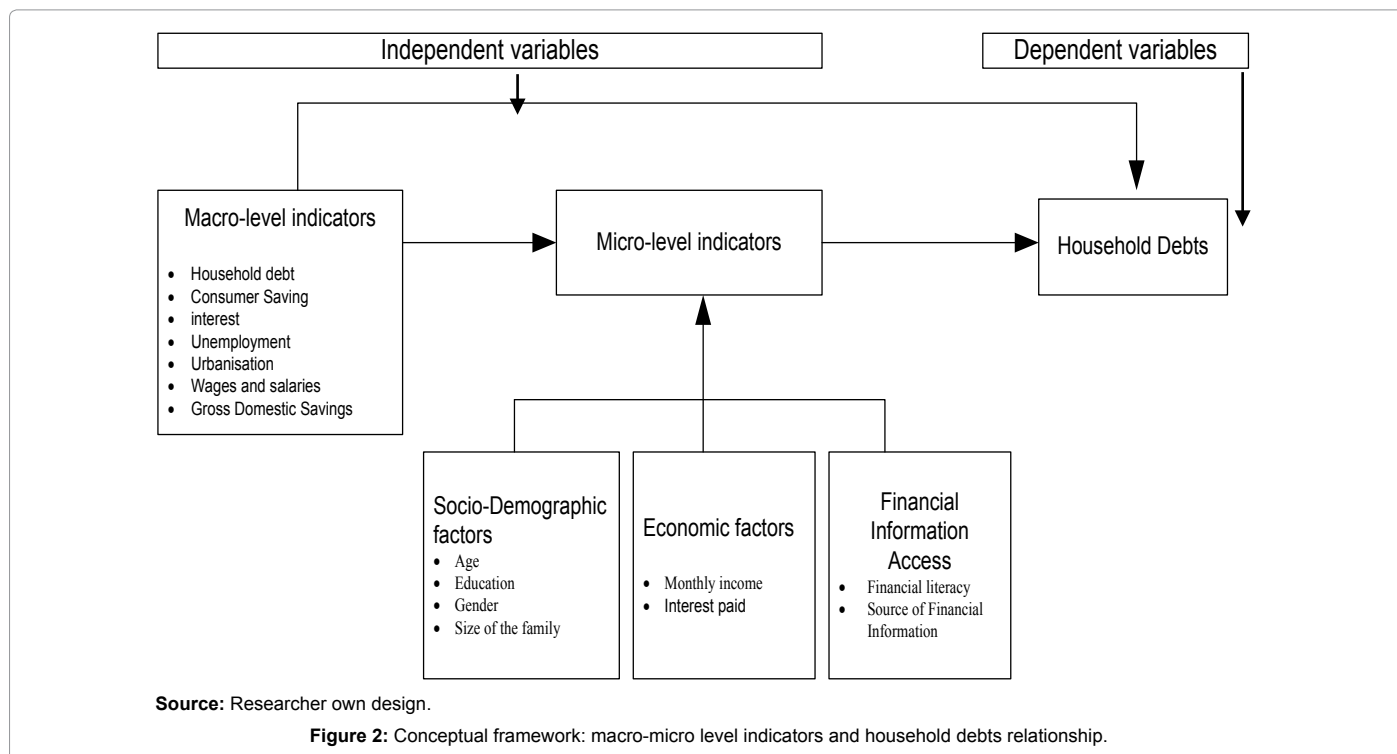 Independent variables
Dependent variables
Macro-level indicators
• Household debt
• Consumer Saving
• interest
• Unemployment
• Urbanisation
• Wages and salaries
• Gross Domestic Savings
Micro-level indicators
Household Debts
Socio-Demographic
factors
• Age
• Education
• Gender
• Size of the family
Economic factors
• Monthly income
• Interest paid
Financial
Information
Access
• Financial literacy
• Source of Financial
Information
Source: Researcher own design.
Figure 2: Conceptual framework: macro-micro level indicators and household debts relationship.